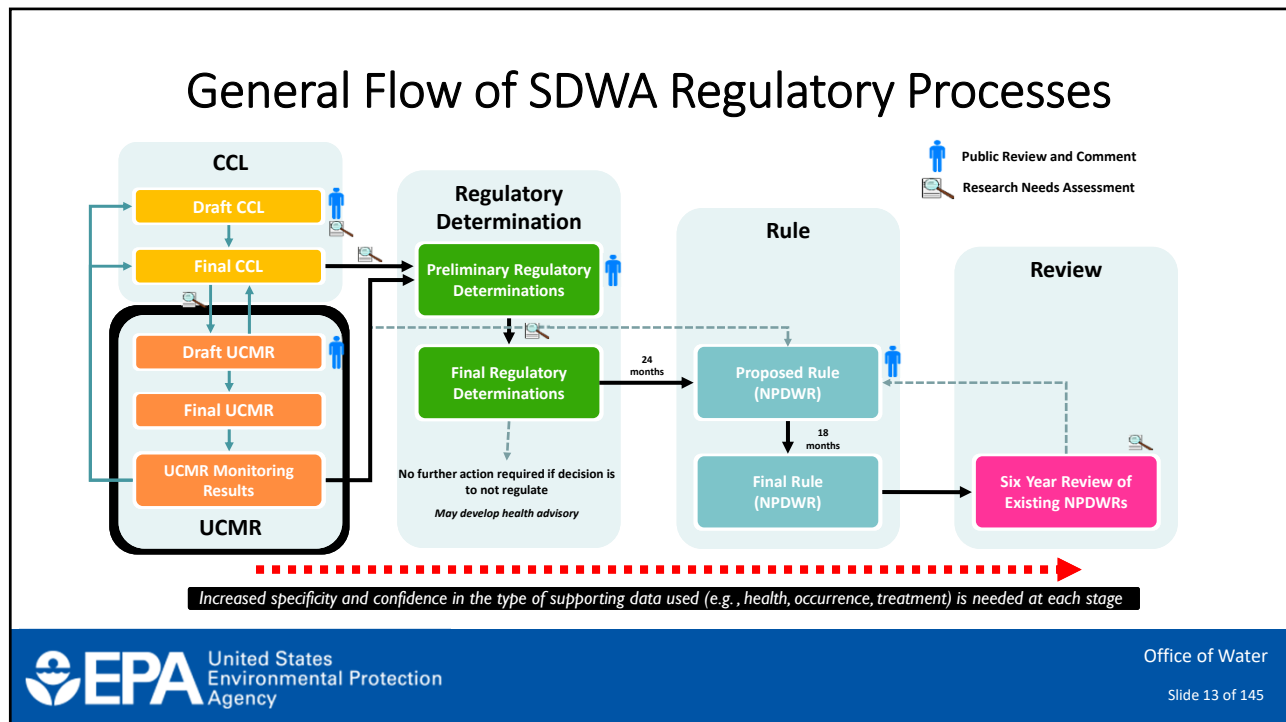 General Flow of SDWA Regulatory Processes
Public Review and Comment
Research Needs Assessment
CCL
Draft CCL
Final CCL
Draft UCMR
Final UCMR
UCMR Monitoring
Results
UCMR
Regulatory
Determination
Preliminary Regulatory
Determinations
Final Regulatory
Determinations
No further action required if decision is
to not regulate
May develop health advisory
24
months
Rule
Proposed Rule
(NPDWR)
18
months
Final Rule
(NPDWR)
Review
Six Year Review of
Existing NPDWRs
Increased specificity and confidence in the type of supporting data used (e.g., health, occurrence, treatment) is needed at each stage
EPA
United States
Environmental Protection
Agency
Office of Water
Slide 13 of 145